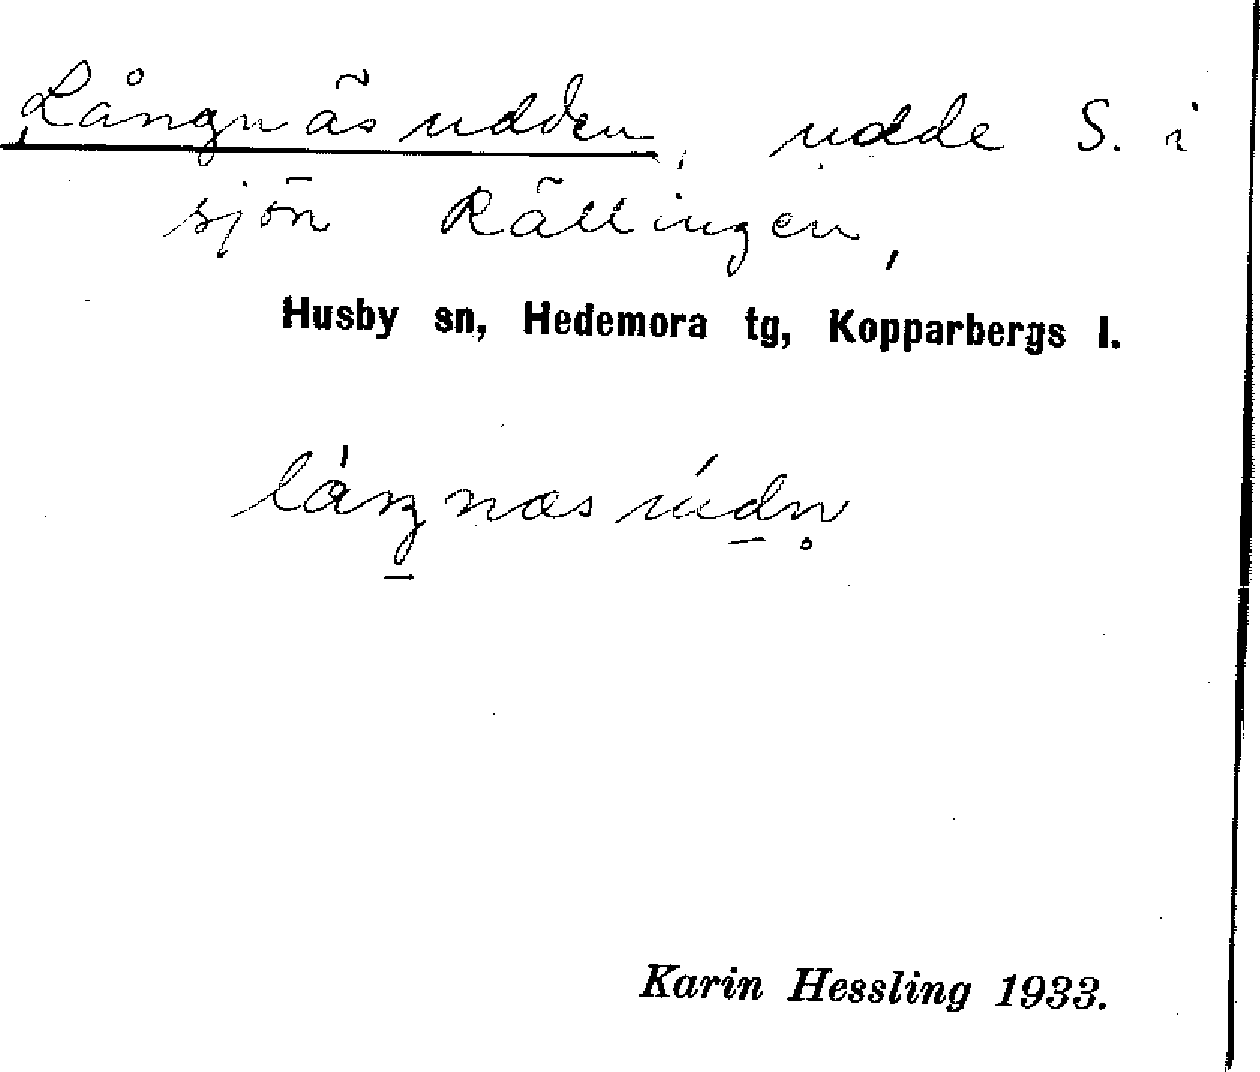 Långnäsudden, udde S. i
sjön Rällingen,
Husby sn, Hedemora tg, Kopparbergs l.
Karin Hessling 1933.